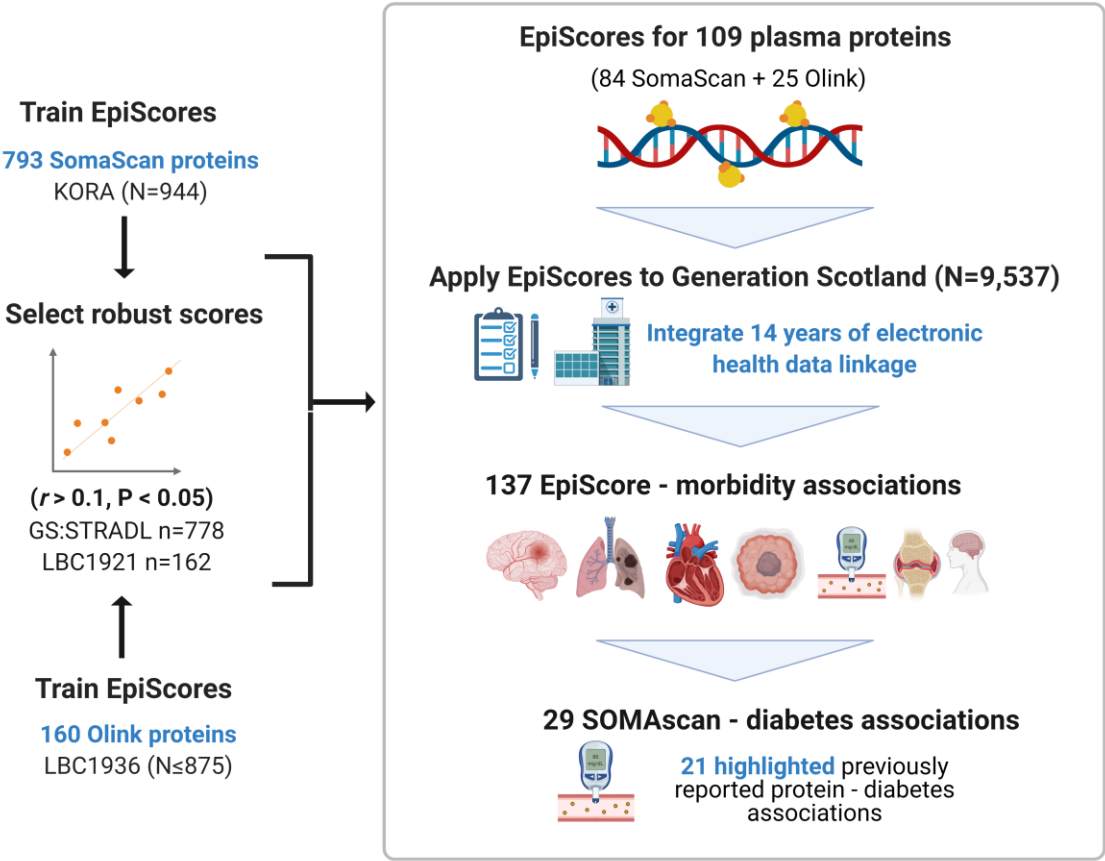 Train EpiScores
793 SomaScan proteins
KORA (N=944)
Select robust scores
(r > 0.1, P < 0.05)
GS:STRADL n=778
LBC1921 n=162
Train EpiScores
160 Olink proteins
LBC1936 (N≤875)
EpiScores for 109 plasma proteins
(84 SomaScan + 25 Olink)
Apply EpiScores to Generation Scotland (N=9,537)
Integrate 14 years of electronic
health data linkage
137 EpiScore - morbidity associations
29 SOMAscan - diabetes associations
21 highlighted previously
reported protein - diabetes
associations